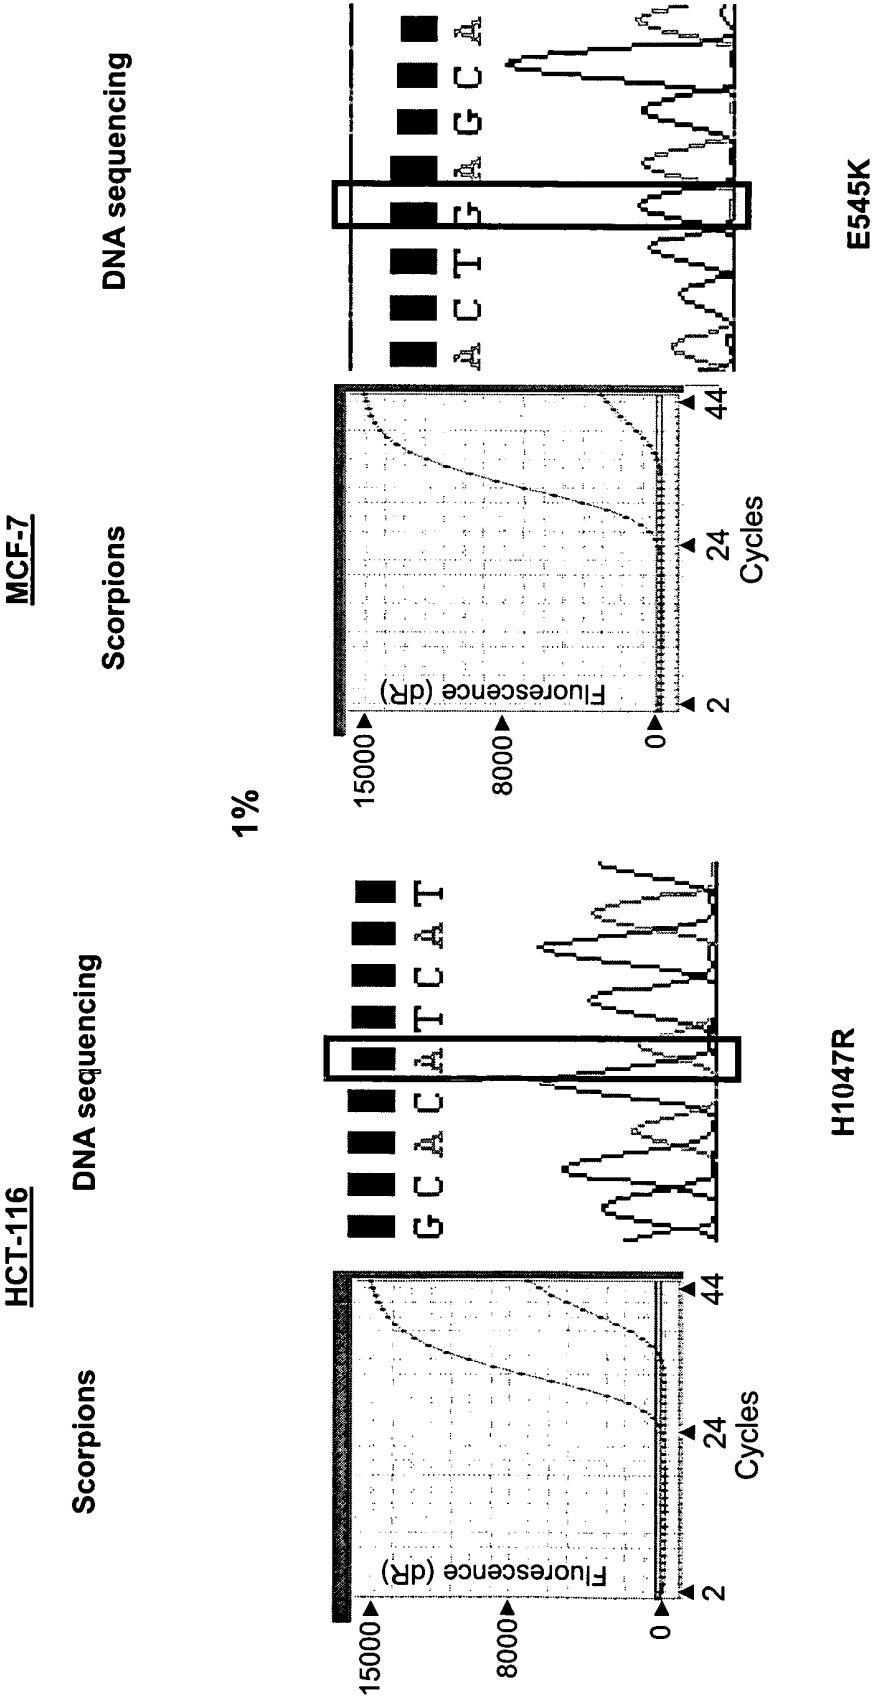 HCT-116
MCF-7
Scorpions
DNA sequencing
Scorpions
DNA sequencing
1%
15000
8000
0
Fluorescence (dR)
2
24
44
Cycles
G C A C A T C A T
H1047R
15000
8000
0
Fluorescence (dR)
2
24
44
Cycles
A C T G A G C A
E545K